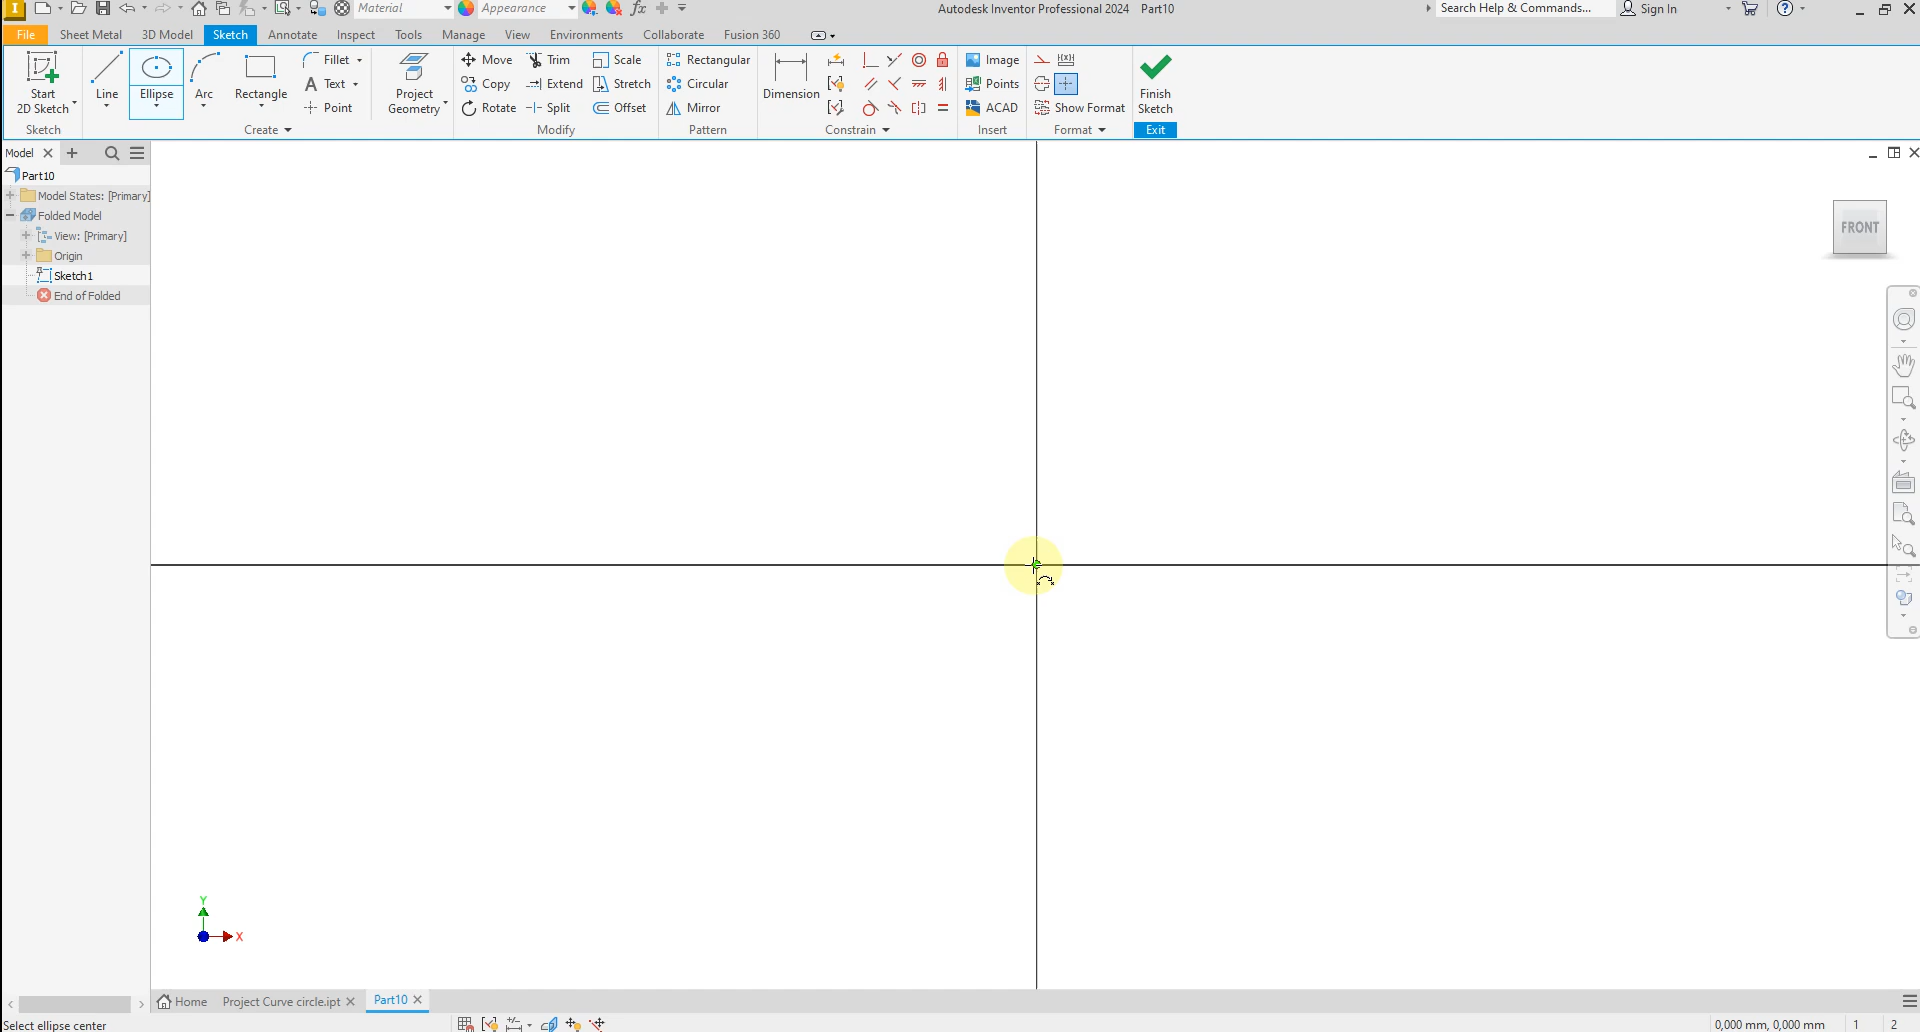 I Material Appearance fx Autodesk Inventor Professional 2024 Part10 Search Help & Commands... Sign In
File Sheet Metal 3D Model Sketch Annotate Inspect Tools Manage View Environments Collaborate Fusion 360
Start
2D Sketch
Line
Ellipse
Arc
Rectangle
Fillet
Text
Point
Project
Geometry
Move
Copy
Rotate
Trim
Extend
Split
Scale
Stretch
Offset
Rectangular
Circular
Mirror
Dimension
Image
Points
ACAD
Show Format
Finish
Sketch
Sketch Create Modify Pattern Constrain Insert Format Exit
Model
Part10
Model States: [Primary]
Folded Model
View: [Primary]
Origin
Sketch1
End of Folded
FRONT
Y
X
Home Project Curve circle.ipt Part10
Select ellipse center 0,000 mm, 0,000 mm 1 2